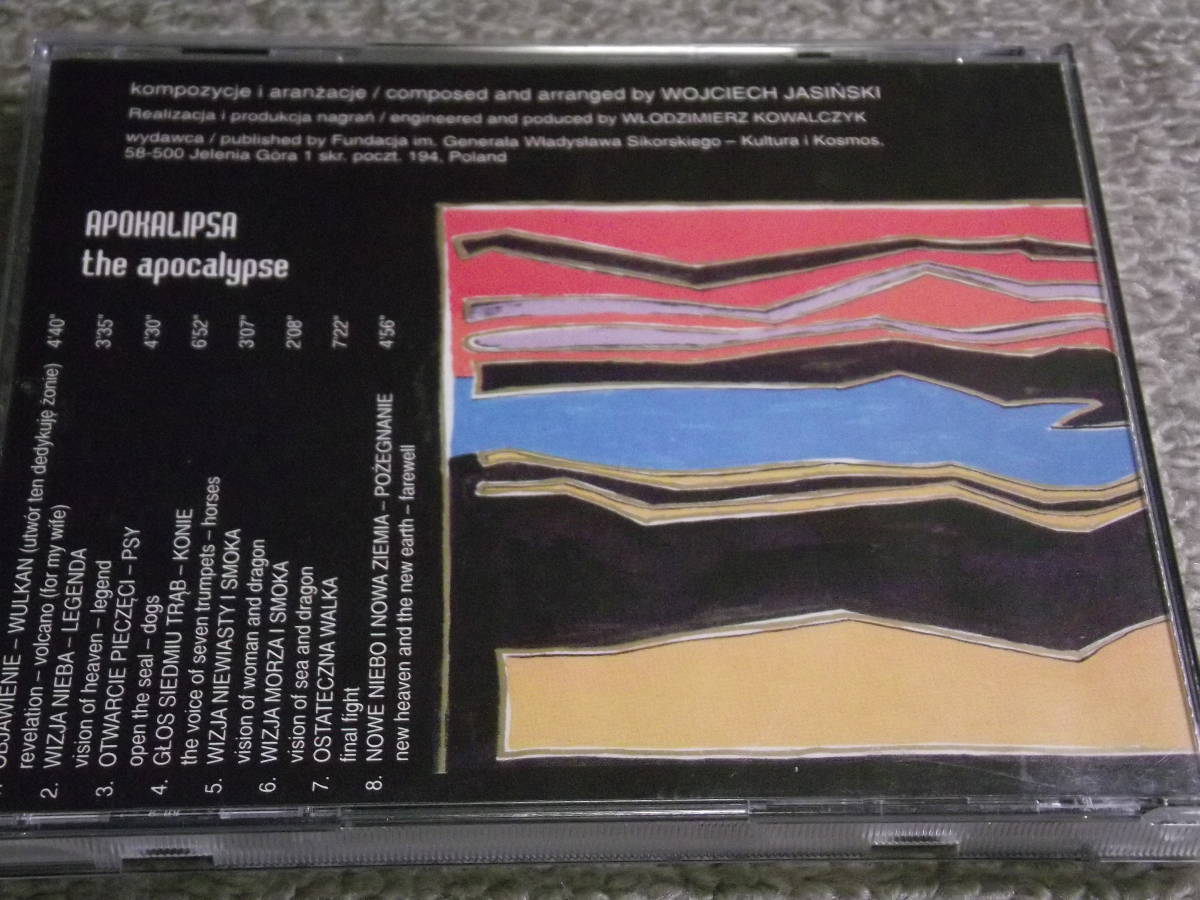 kompozycje i aranżacje / composed and arranged by WOJCIECH JASIŃSKI
Realizacja i produkcja nagrań / engineered and poduced by WŁODZIMIERZ KOWALCZYK
wydawca / published by Fundacja im. Generała Władysława Sikorskiego – Kultura i Kosmos.
58-500 Jelenia Góra 1 skr. poczt. 194, Poland
APOKALIPSA
the apocalypse
OBJAWIENIE – WULKAN (utwór ten dedykuję żonie) 4'40"
revelation – volcano (for my wife)
2. WIZJA NIEBA – LEGENDA 3'35"
vision of heaven – legend
3. OTWARCIE PIECZĘCI – PSY 4'30"
open the seal – dogs
4. GŁOS SIEDMIU TRĄB – KONIE 6'52"
the voice of seven trumpets – horses
5. WIZJA NIEWIASTY I SMOKA 3'07"
vision of woman and dragon
6. WIZJA MORZA I SMOKA 2'08"
vision of sea and dragon
7. OSTATECZNA WALKA 7'22"
final fight
8. NOWE NIEBO I NOWA ZIEMIA – POŻEGNANIE 4'56"
new heaven and the new earth – farewell